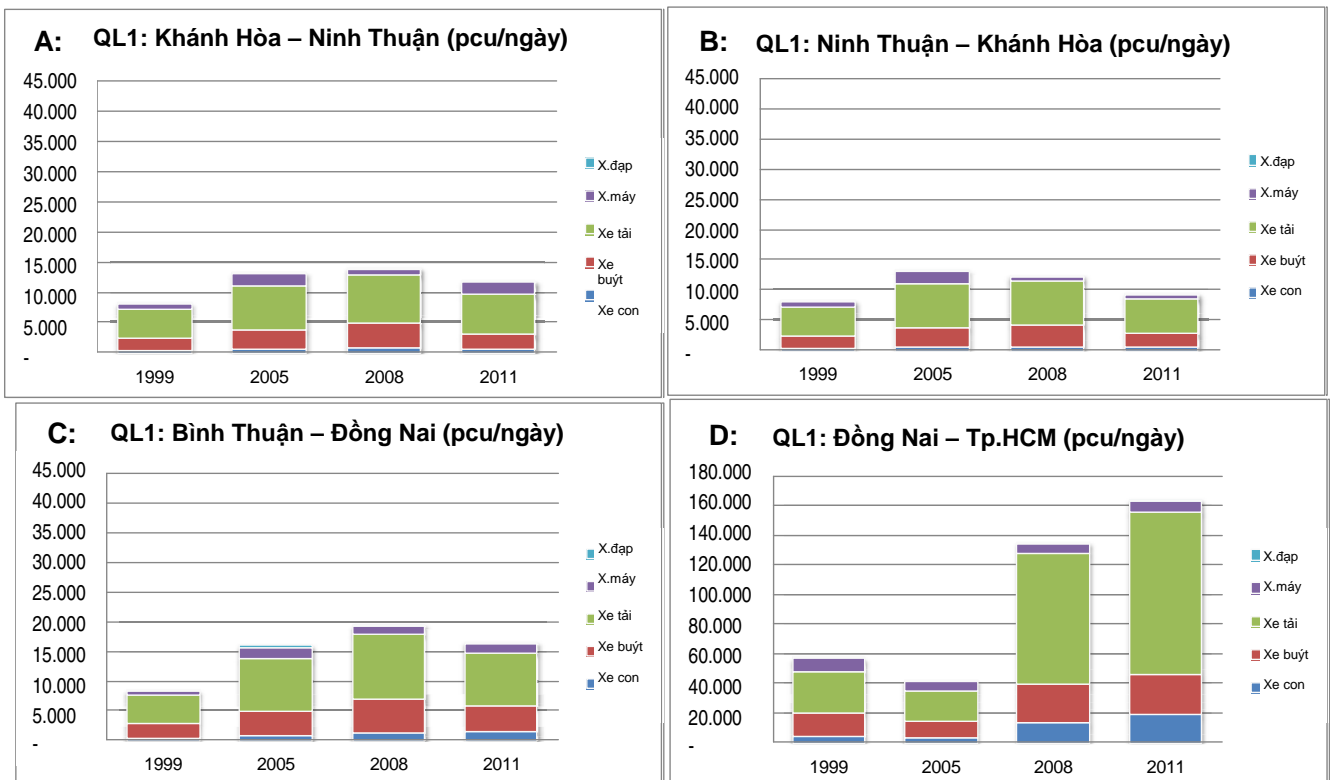 A: QL1: Khánh Hòa – Ninh Thuận (pcu/ngày)
45.000
40.000
35.000
30.000
25.000
20.000
15.000
10.000
5.000
-
1999 2005 2008 2011
X.đạp
X.máy
Xe tải
Xe
buýt
Xe con
B: QL1: Ninh Thuận – Khánh Hòa (pcu/ngày)
45.000
40.000
35.000
30.000
25.000
20.000
15.000
10.000
5.000
-
1999 2005 2008 2011
X.đạp
X.máy
Xe tải
Xe buýt
Xe con
C: QL1: Bình Thuận – Đồng Nai (pcu/ngày)
45.000
40.000
35.000
30.000
25.000
20.000
15.000
10.000
5.000
-
1999 2005 2008 2011
X.đạp
X.máy
Xe tải
Xe buýt
Xe con
D: QL1: Đồng Nai – Tp.HCM (pcu/ngày)
180.000
160.000
140.000
120.000
100.000
80.000
60.000
40.000
20.000
-
1999 2005 2008 2011
X.đạp
X.máy
Xe tải
Xe buýt
Xe con